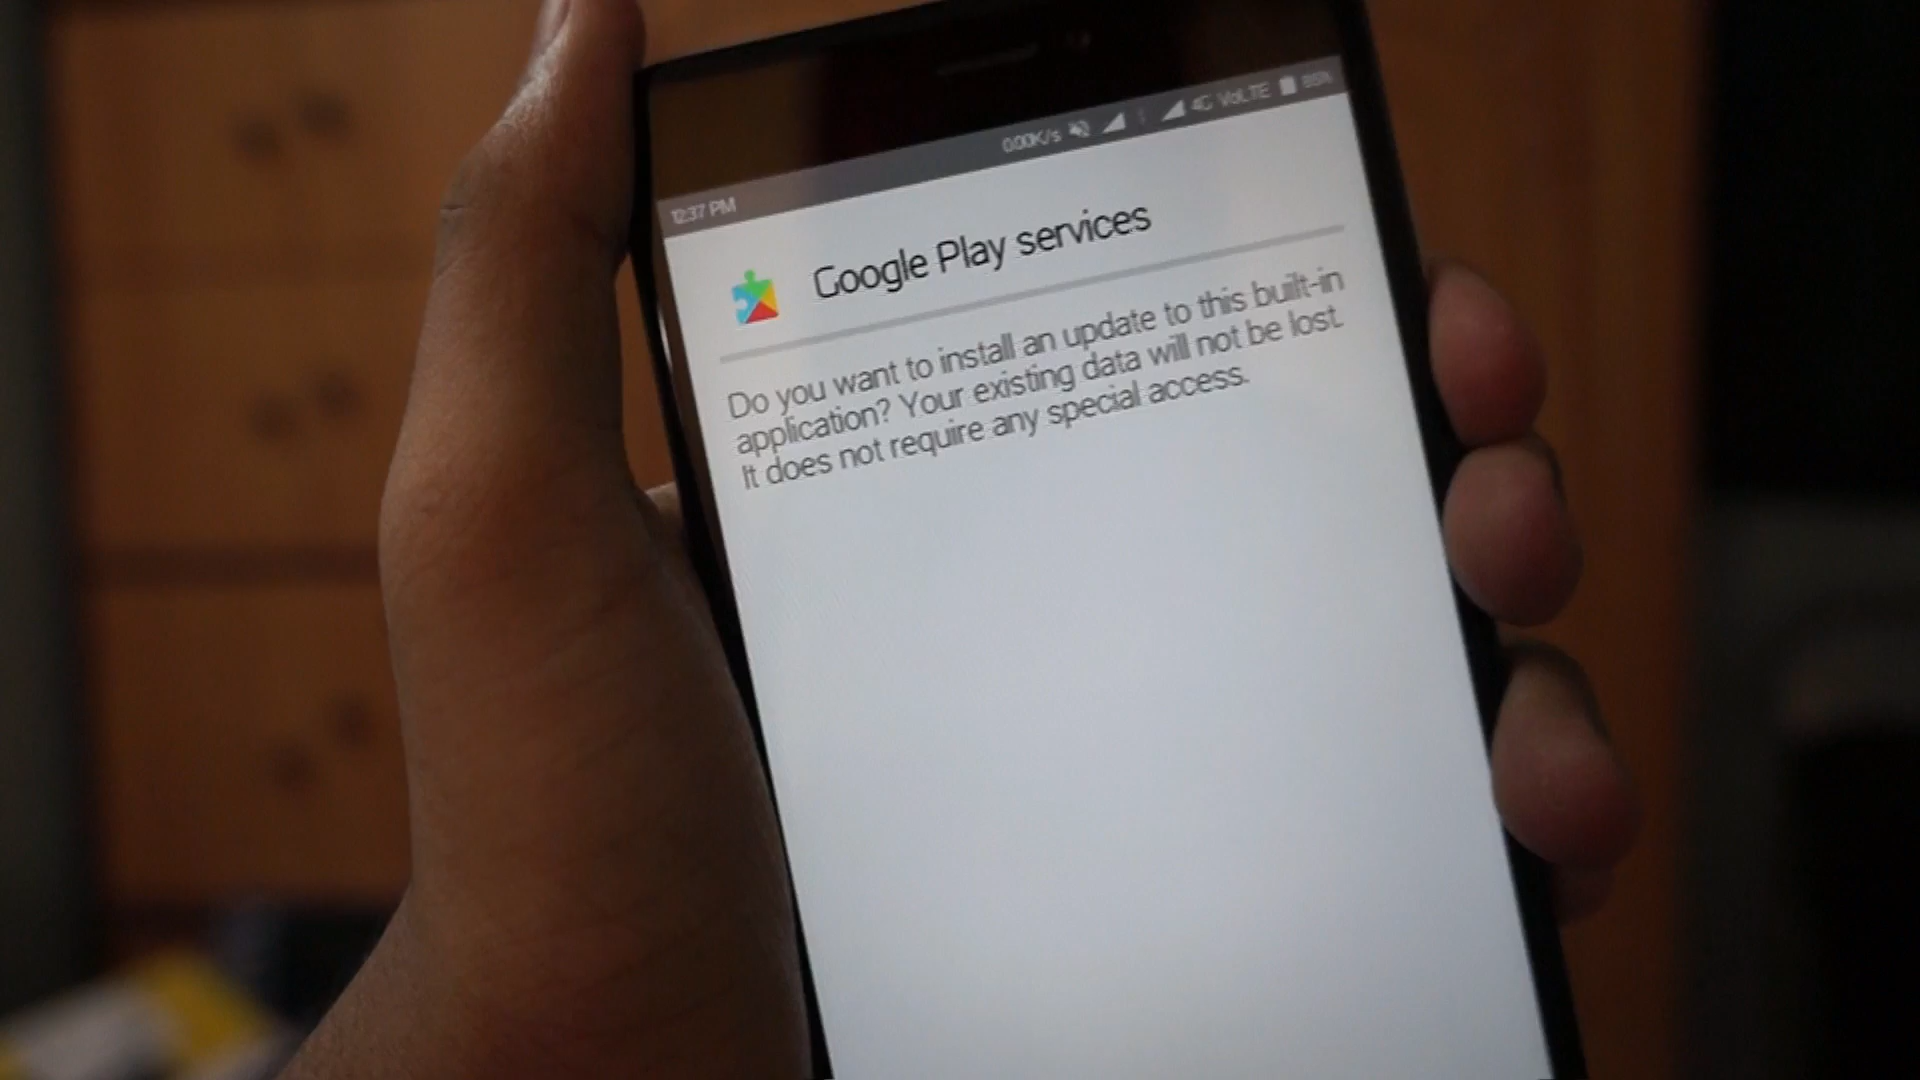 12:37 PM
0.00K/s 4G VoLTE
Google Play services
Do you want to install an update to this built-in
application? Your existing data will not be lost.
It does not require any special access.